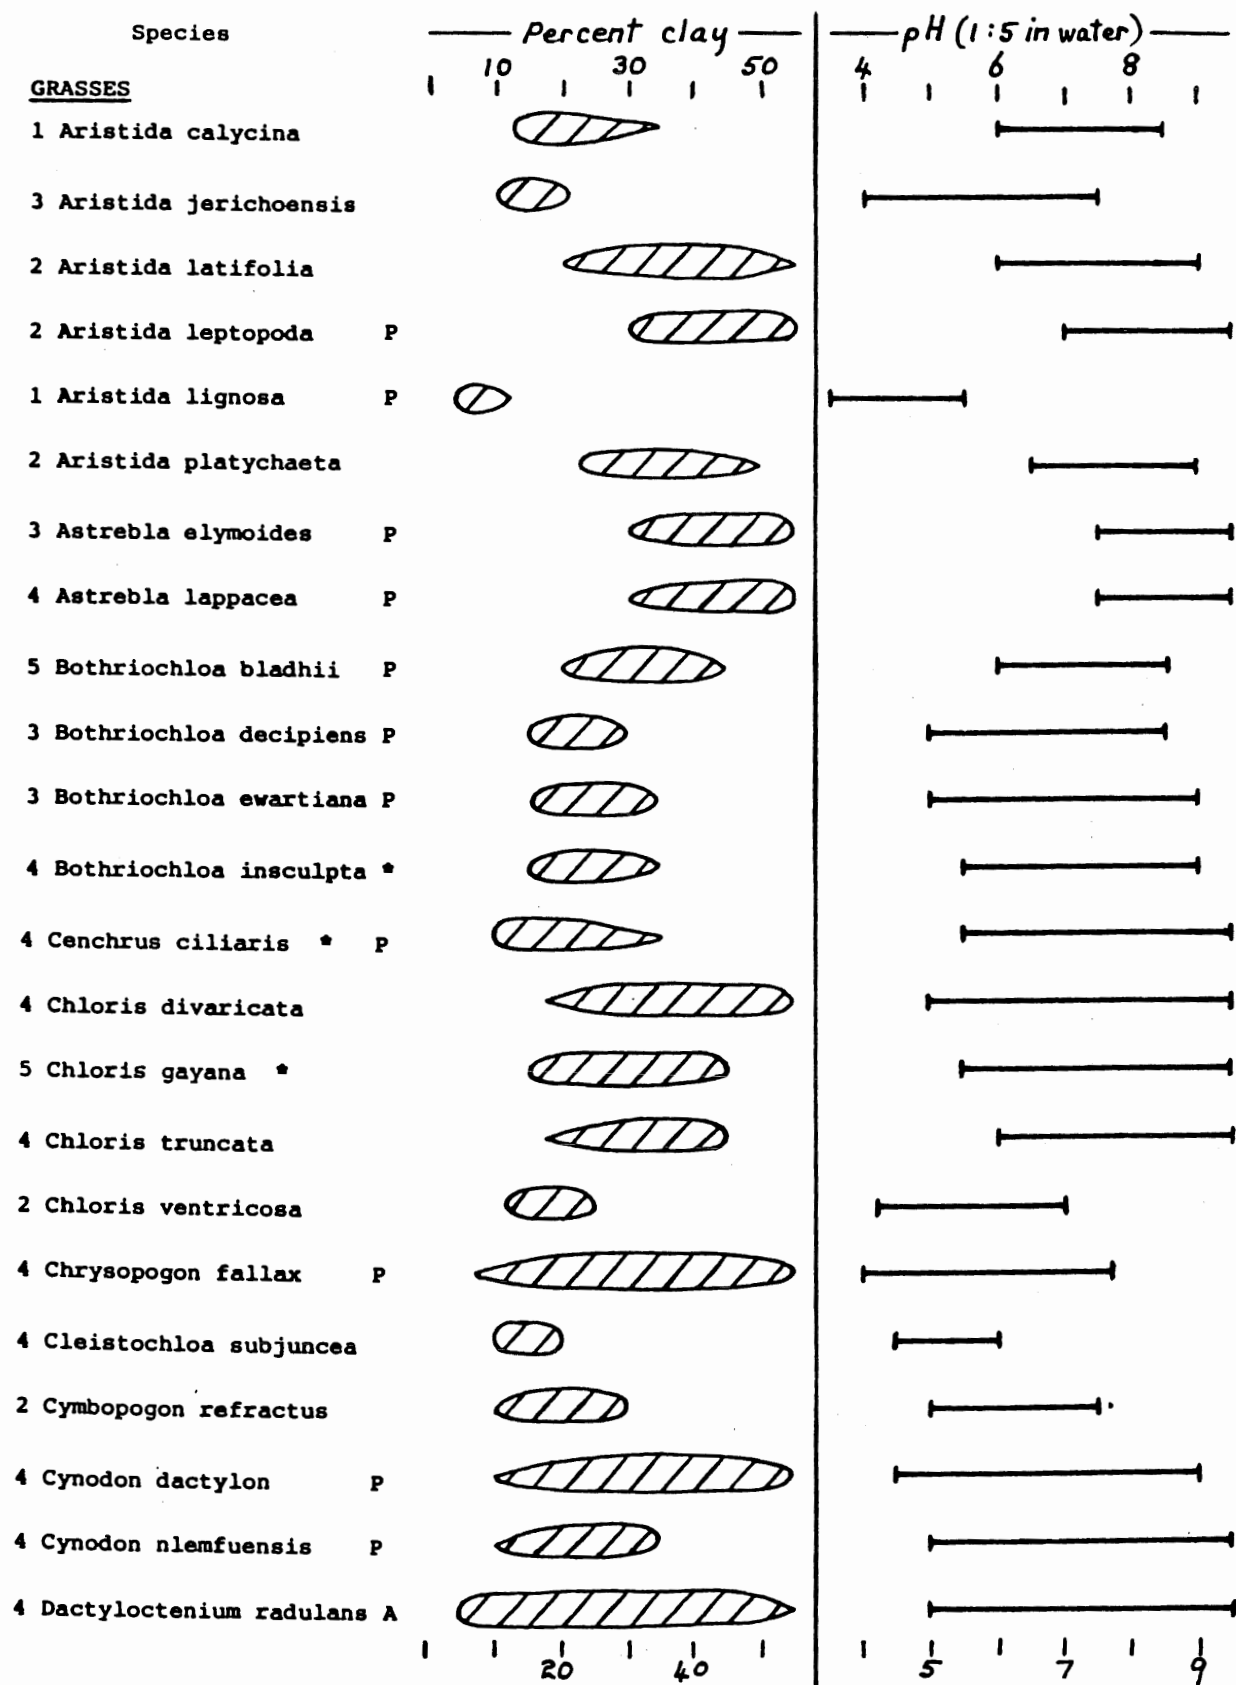 Species Percent clay pH (1:5 in water)
10 30 50 4 6 8
GRASSES
1 Aristida calycina
3 Aristida jerichoensis
2 Aristida latifolia
2 Aristida leptopoda P
1 Aristida lignosa P
2 Aristida platychaeta
3 Astrebla elymoides P
4 Astrebla lappacea P
5 Bothriochloa bladhii P
3 Bothriochloa decipiens P
3 Bothriochloa ewartiana P
4 Bothriochloa insculpta *
4 Cenchrus ciliaris * P
4 Chloris divaricata
5 Chloris gayana *
4 Chloris truncata
2 Chloris ventricosa
4 Chrysopogon fallax P
4 Cleistochloa subjuncea
2 Cymbopogon refractus
4 Cynodon dactylon P
4 Cynodon nlemfuensis P
4 Dactyloctenium radulans A
20 40 5 7 9